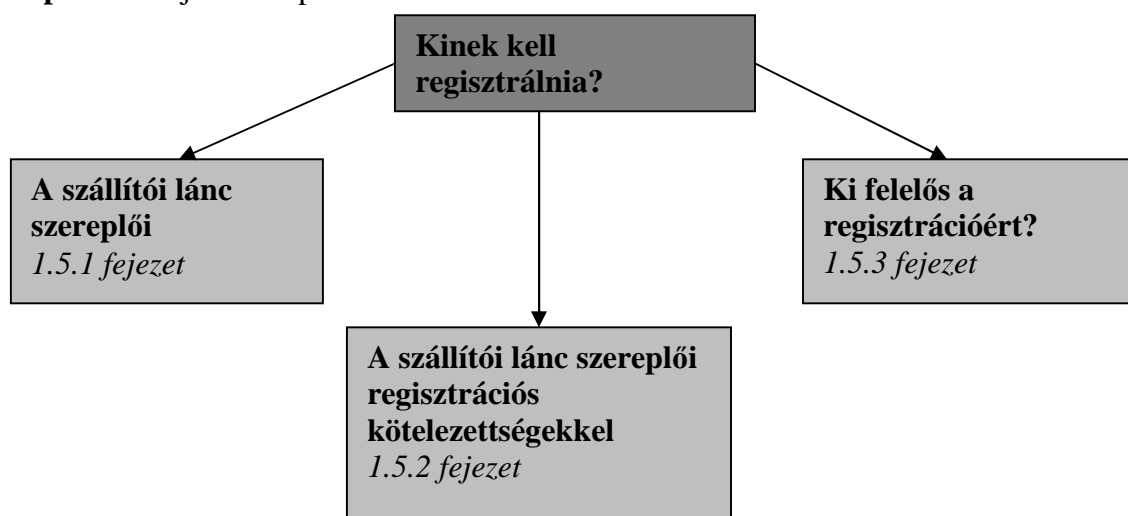 Kinek kell
regisztrálnia?
A szállítói lánc
szereplői
1.5.1 fejezet
Ki felelős a
regisztrációért?
1.5.3 fejezet
A szállítói lánc szereplői
regisztrációs
kötelezettségekkel
1.5.2 fejezet